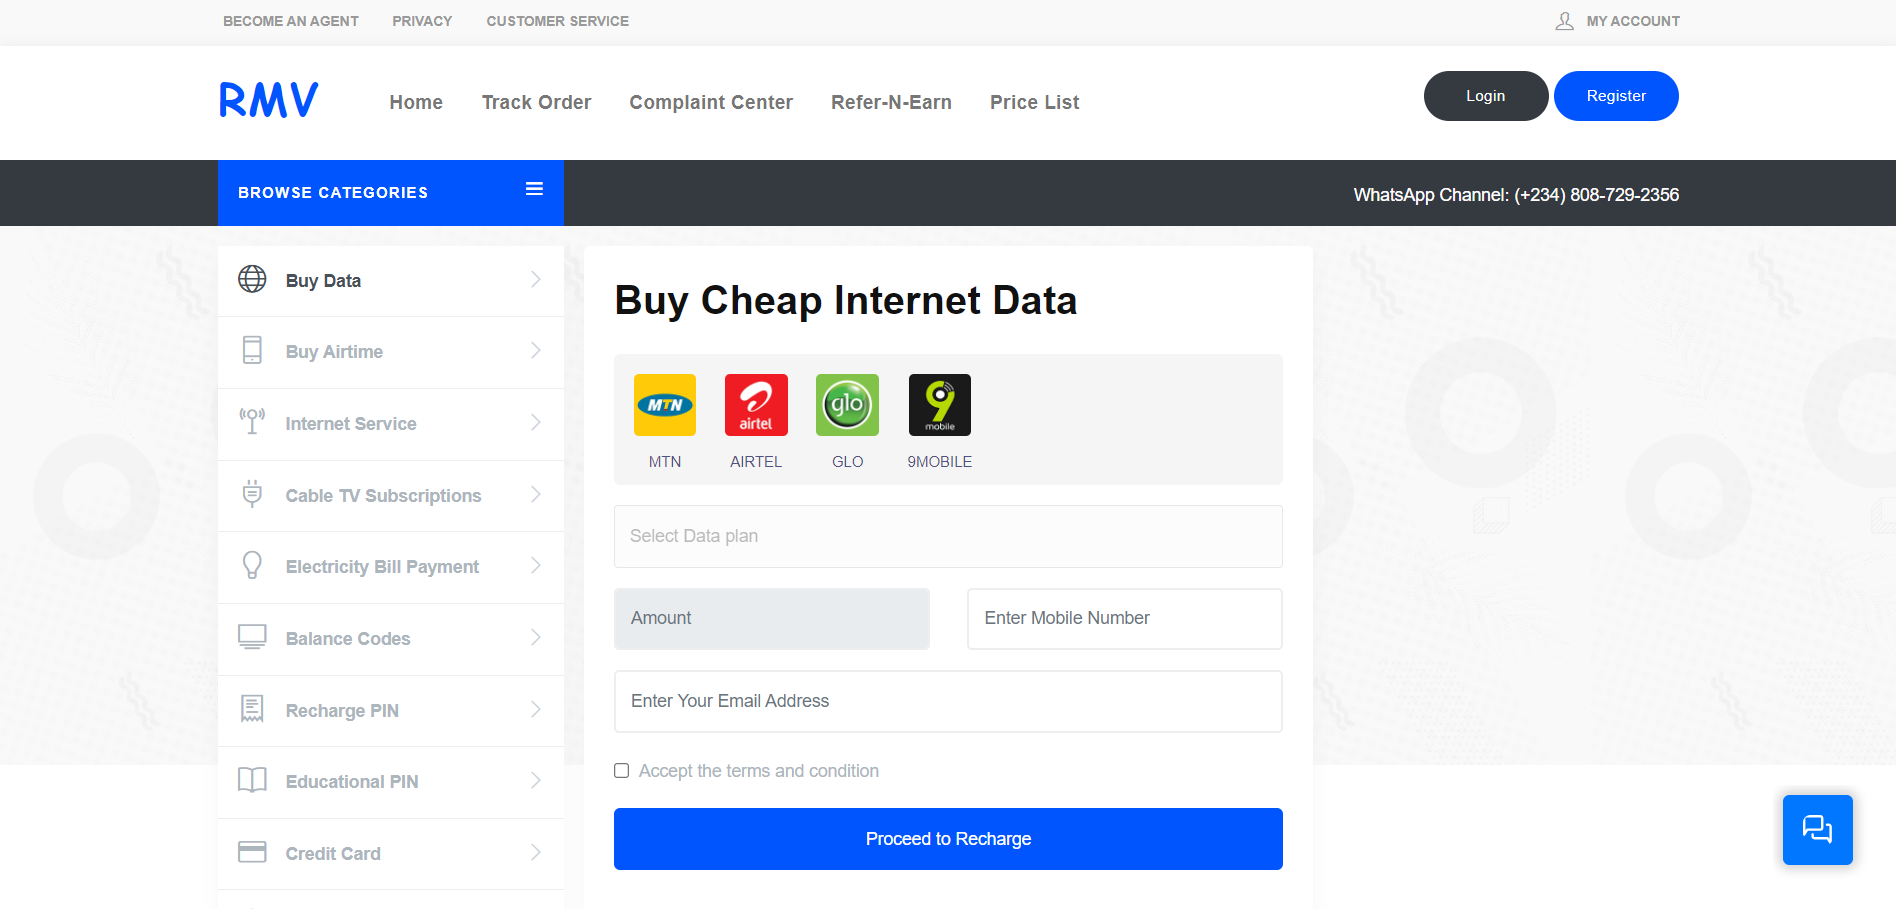 BECOME AN AGENT PRIVACY CUSTOMER SERVICE MY ACCOUNT
RMV Home Track Order Complaint Center Refer-N-Earn Price List Login Register
BROWSE CATEGORIES WhatsApp Channel: (+234) 808-729-2356
Buy Data
Buy Airtime
Internet Service
Cable TV Subscriptions
Electricity Bill Payment
Balance Codes
Recharge PIN
Educational PIN
Credit Card
Buy Cheap Internet Data
MTN airtel glo 9 mobile
MTN AIRTEL GLO 9MOBILE
Select Data plan
Amount Enter Mobile Number
Enter Your Email Address
Accept the terms and condition
Proceed to Recharge